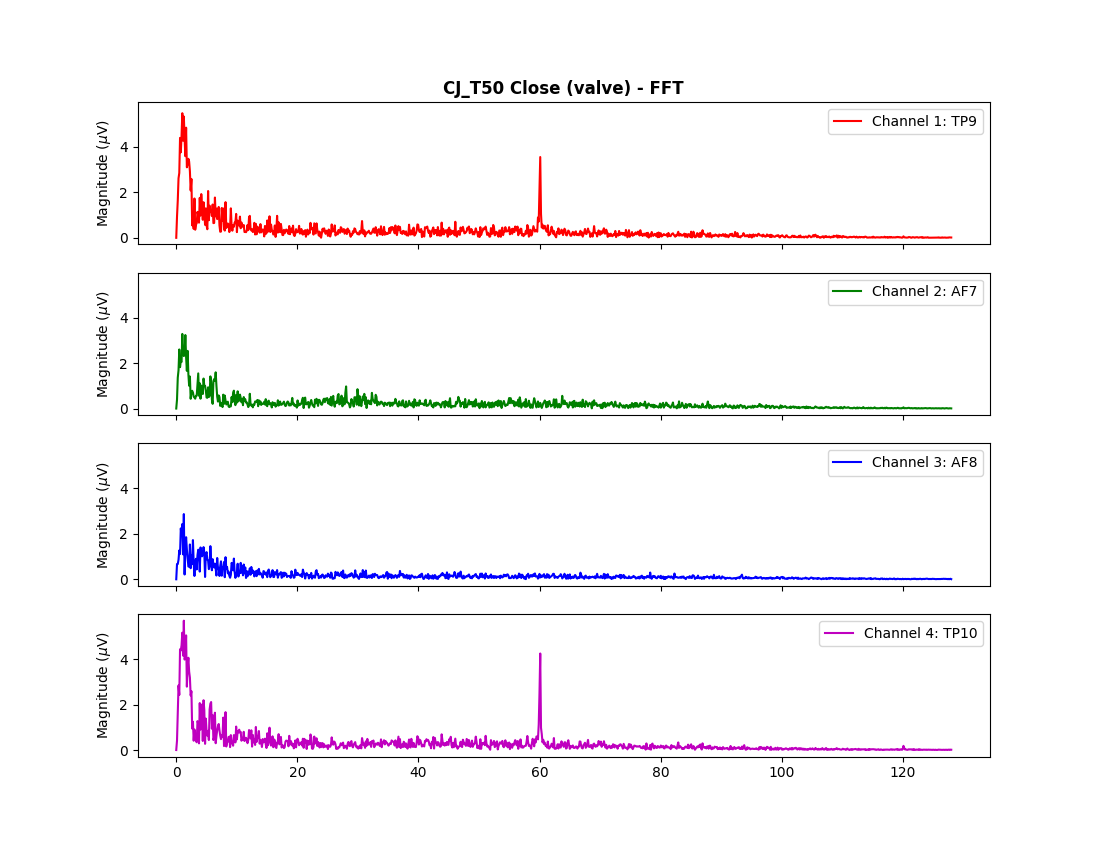 CJ_T50 Close (valve) - FFT
Magnitude (μV)
4
2
0
Channel 1: TP9
Magnitude (μV)
4
2
0
Channel 2: AF7
Magnitude (μV)
4
2
0
Channel 3: AF8
Magnitude (μV)
4
2
0
Channel 4: TP10
0 20 40 60 80 100 120